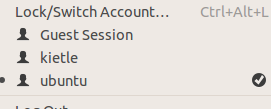 Lock/Switch Account… Ctrl+Alt+L
Guest Session
kietle
ubuntu